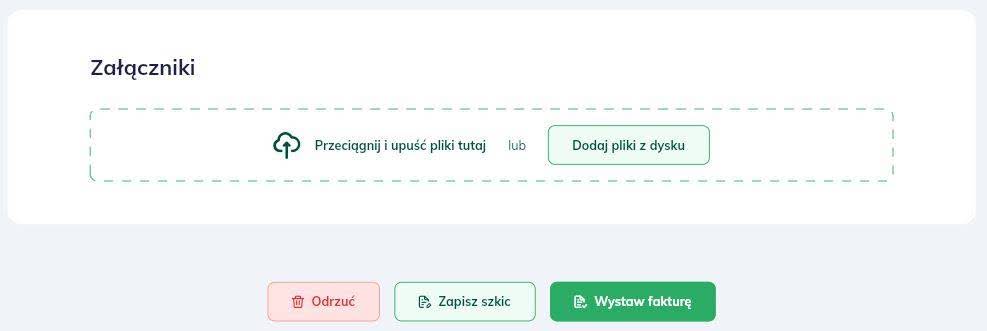 Załączniki
Przeciągnij i upuść pliki tutaj lub Dodaj pliki z dysku
Odrzuć Zapisz szkic Wystaw fakturę